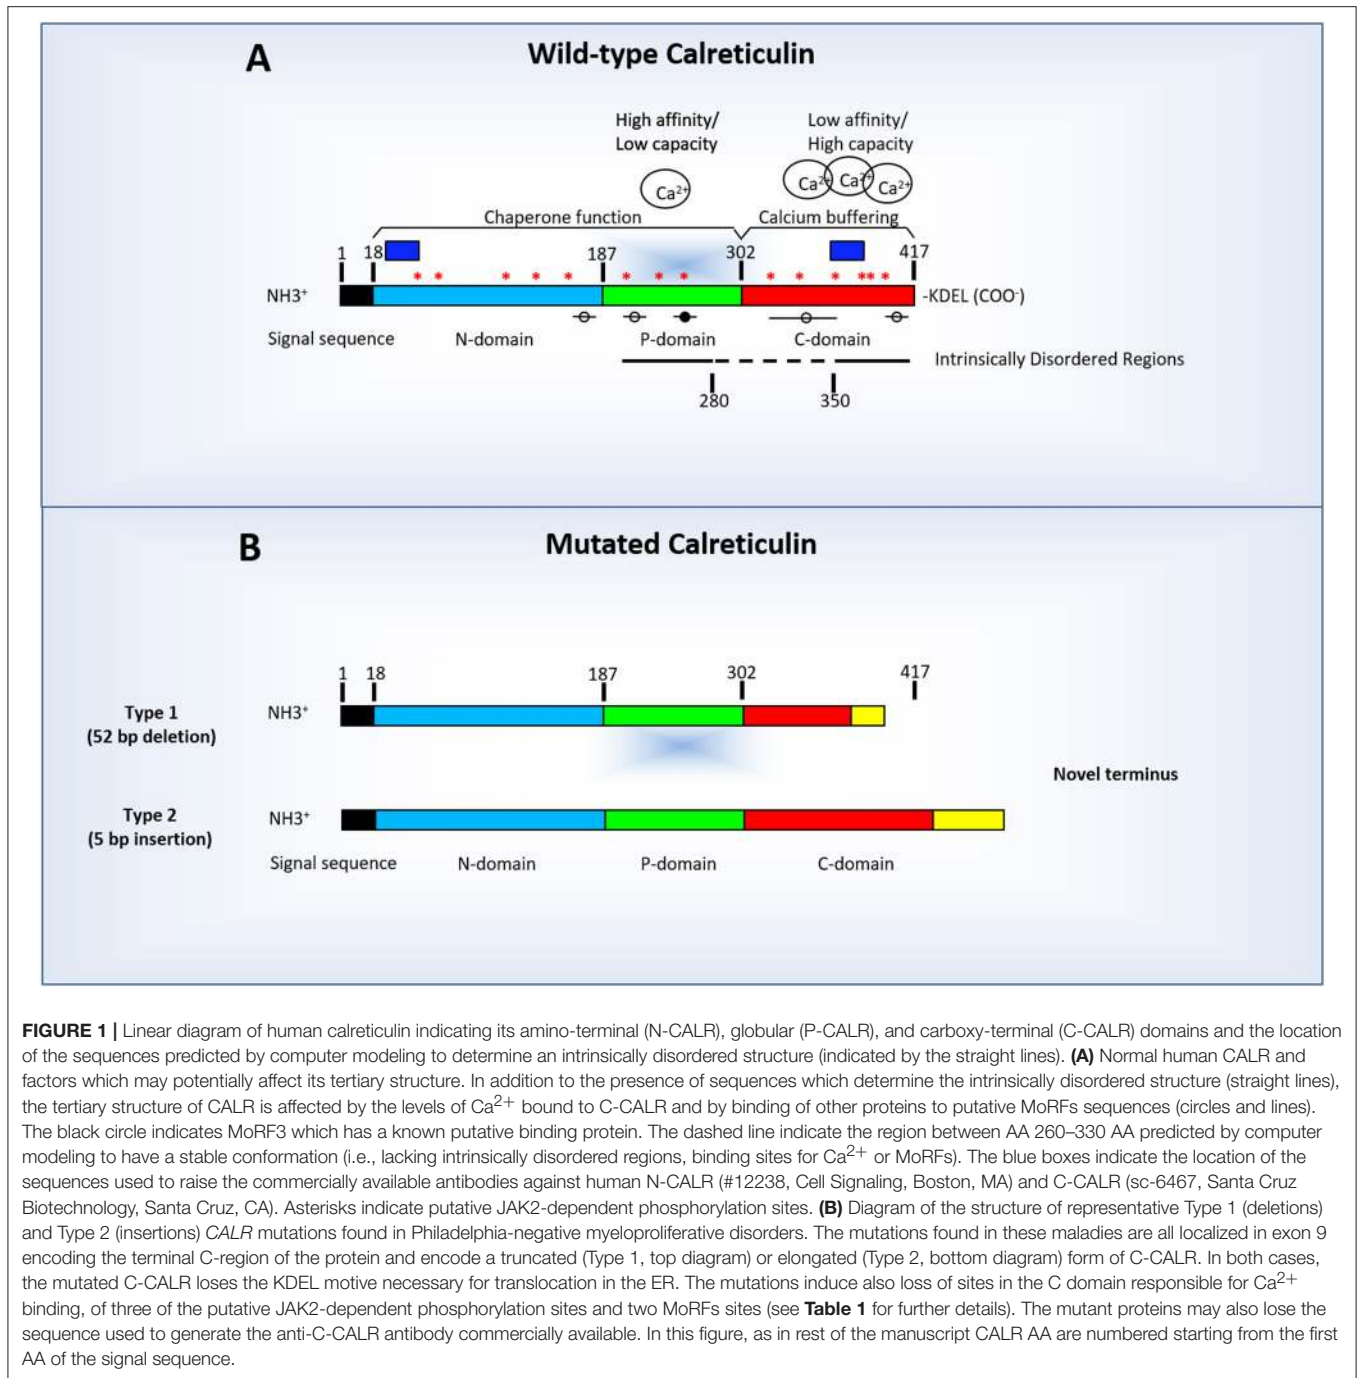 A
Wild-type Calreticulin
High affinity/
Low capacity
Low affinity/
High capacity
Ca2+
Ca2+
Ca2+
Ca2+
Chaperone function
Calcium buffering
1
18
187
302
417
* * * * * * * * * * * * * *
NH3+
-KDEL (COO-)
Signal sequence
N-domain
P-domain
C-domain
Intrinsically Disordered Regions
280
350
B
Mutated Calreticulin
1
18
187
302
417
Type 1
(52 bp deletion)
NH3+
Novel terminus
Type 2
(5 bp insertion)
NH3+
Signal sequence
N-domain
P-domain
C-domain
FIGURE 1 | Linear diagram of human calreticulin indicating its amino-terminal (N-CALR), globular (P-CALR), and carboxy-terminal (C-CALR) domains and the location
of the sequences predicted by computer modeling to determine an intrinsically disordered structure (indicated by the straight lines). (A) Normal human CALR and
factors which may potentially affect its tertiary structure. In addition to the presence of sequences which determine the intrinsically disordered structure (straight lines),
the tertiary structure of CALR is affected by the levels of Ca2+ bound to C-CALR and by binding of other proteins to putative MoRFs sequences (circles and lines).
The black circle indicates MoRF3 which has a known putative binding protein. The dashed line indicate the region between AA 260–330 AA predicted by computer
modeling to have a stable conformation (i.e., lacking intrinsically disordered regions, binding sites for Ca2+ or MoRFs). The blue boxes indicate the location of the
sequences used to raise the commercially available antibodies against human N-CALR (#12238, Cell Signaling, Boston, MA) and C-CALR (sc-6467, Santa Cruz
Biotechnology, Santa Cruz, CA). Asterisks indicate putative JAK2-dependent phosphorylation sites. (B) Diagram of the structure of representative Type 1 (deletions)
and Type 2 (insertions) CALR mutations found in Philadelphia-negative myeloproliferative disorders. The mutations found in these maladies are all localized in exon 9
encoding the terminal C-region of the protein and encode a truncated (Type 1, top diagram) or elongated (Type 2, bottom diagram) form of C-CALR. In both cases,
the mutated C-CALR loses the KDEL motive necessary for translocation in the ER. The mutations induce also loss of sites in the C domain responsible for Ca2+
binding, of three of the putative JAK2-dependent phosphorylation sites and two MoRFs sites (see Table 1 for further details). The mutant proteins may also lose the
sequence used to generate the anti-C-CALR antibody commercially available. In this figure, as in rest of the manuscript CALR AA are numbered starting from the first
AA of the signal sequence.